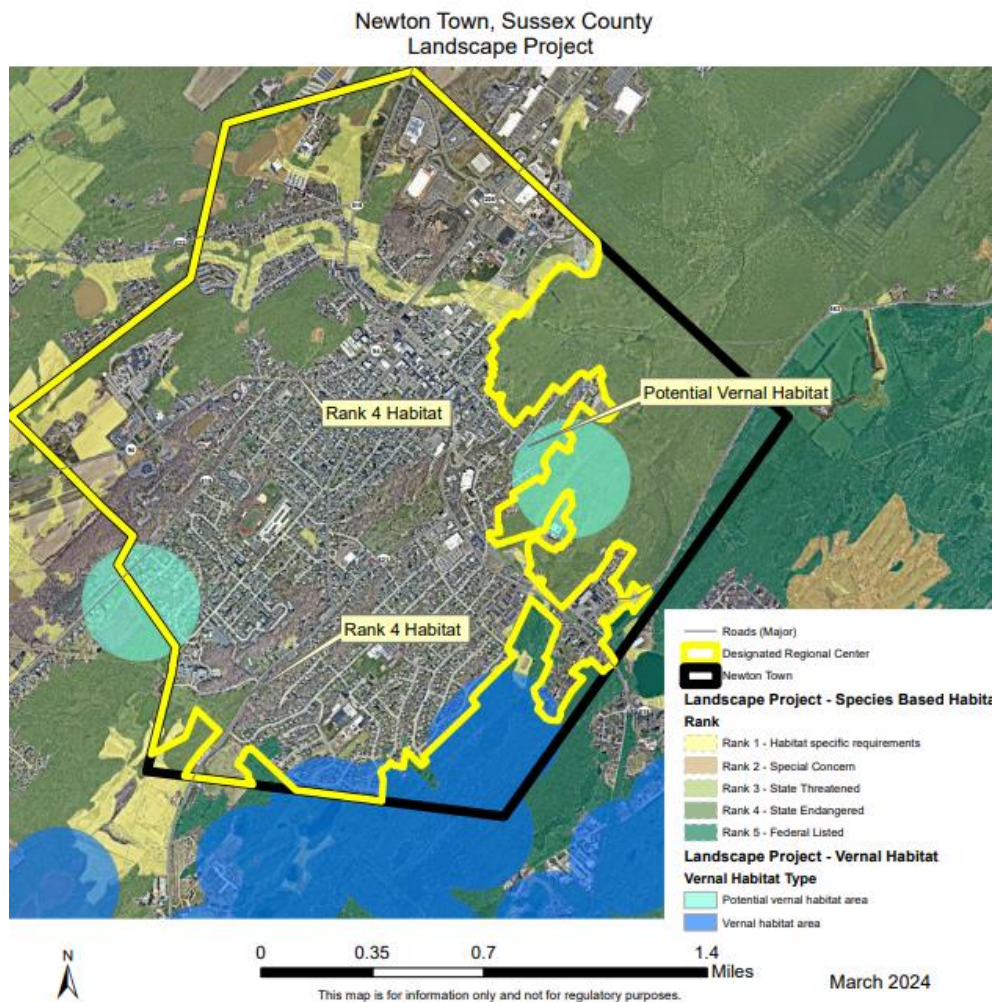 Newton Town, Sussex County
Landscape Project
Potential Vernal Habitat
Rank 4 Habitat
Rank 4 Habitat
Roads (Major)
Designated Regional Center
Newton Town
Landscape Project - Species Based Habita
Rank
Rank 1 - Habitat specific requirements
Rank 2 - Special Concern
Rank 3 - State Threatened
Rank 4 - State Endangered
Rank 5 - Federal Listed
Landscape Project - Vernal Habitat
Vernal Habitat Type
Potential vernal habitat area
Vernal habitat area
N
0 0.35 0.7 1.4
Miles
March 2024
This map is for information only and not for regulatory purposes.